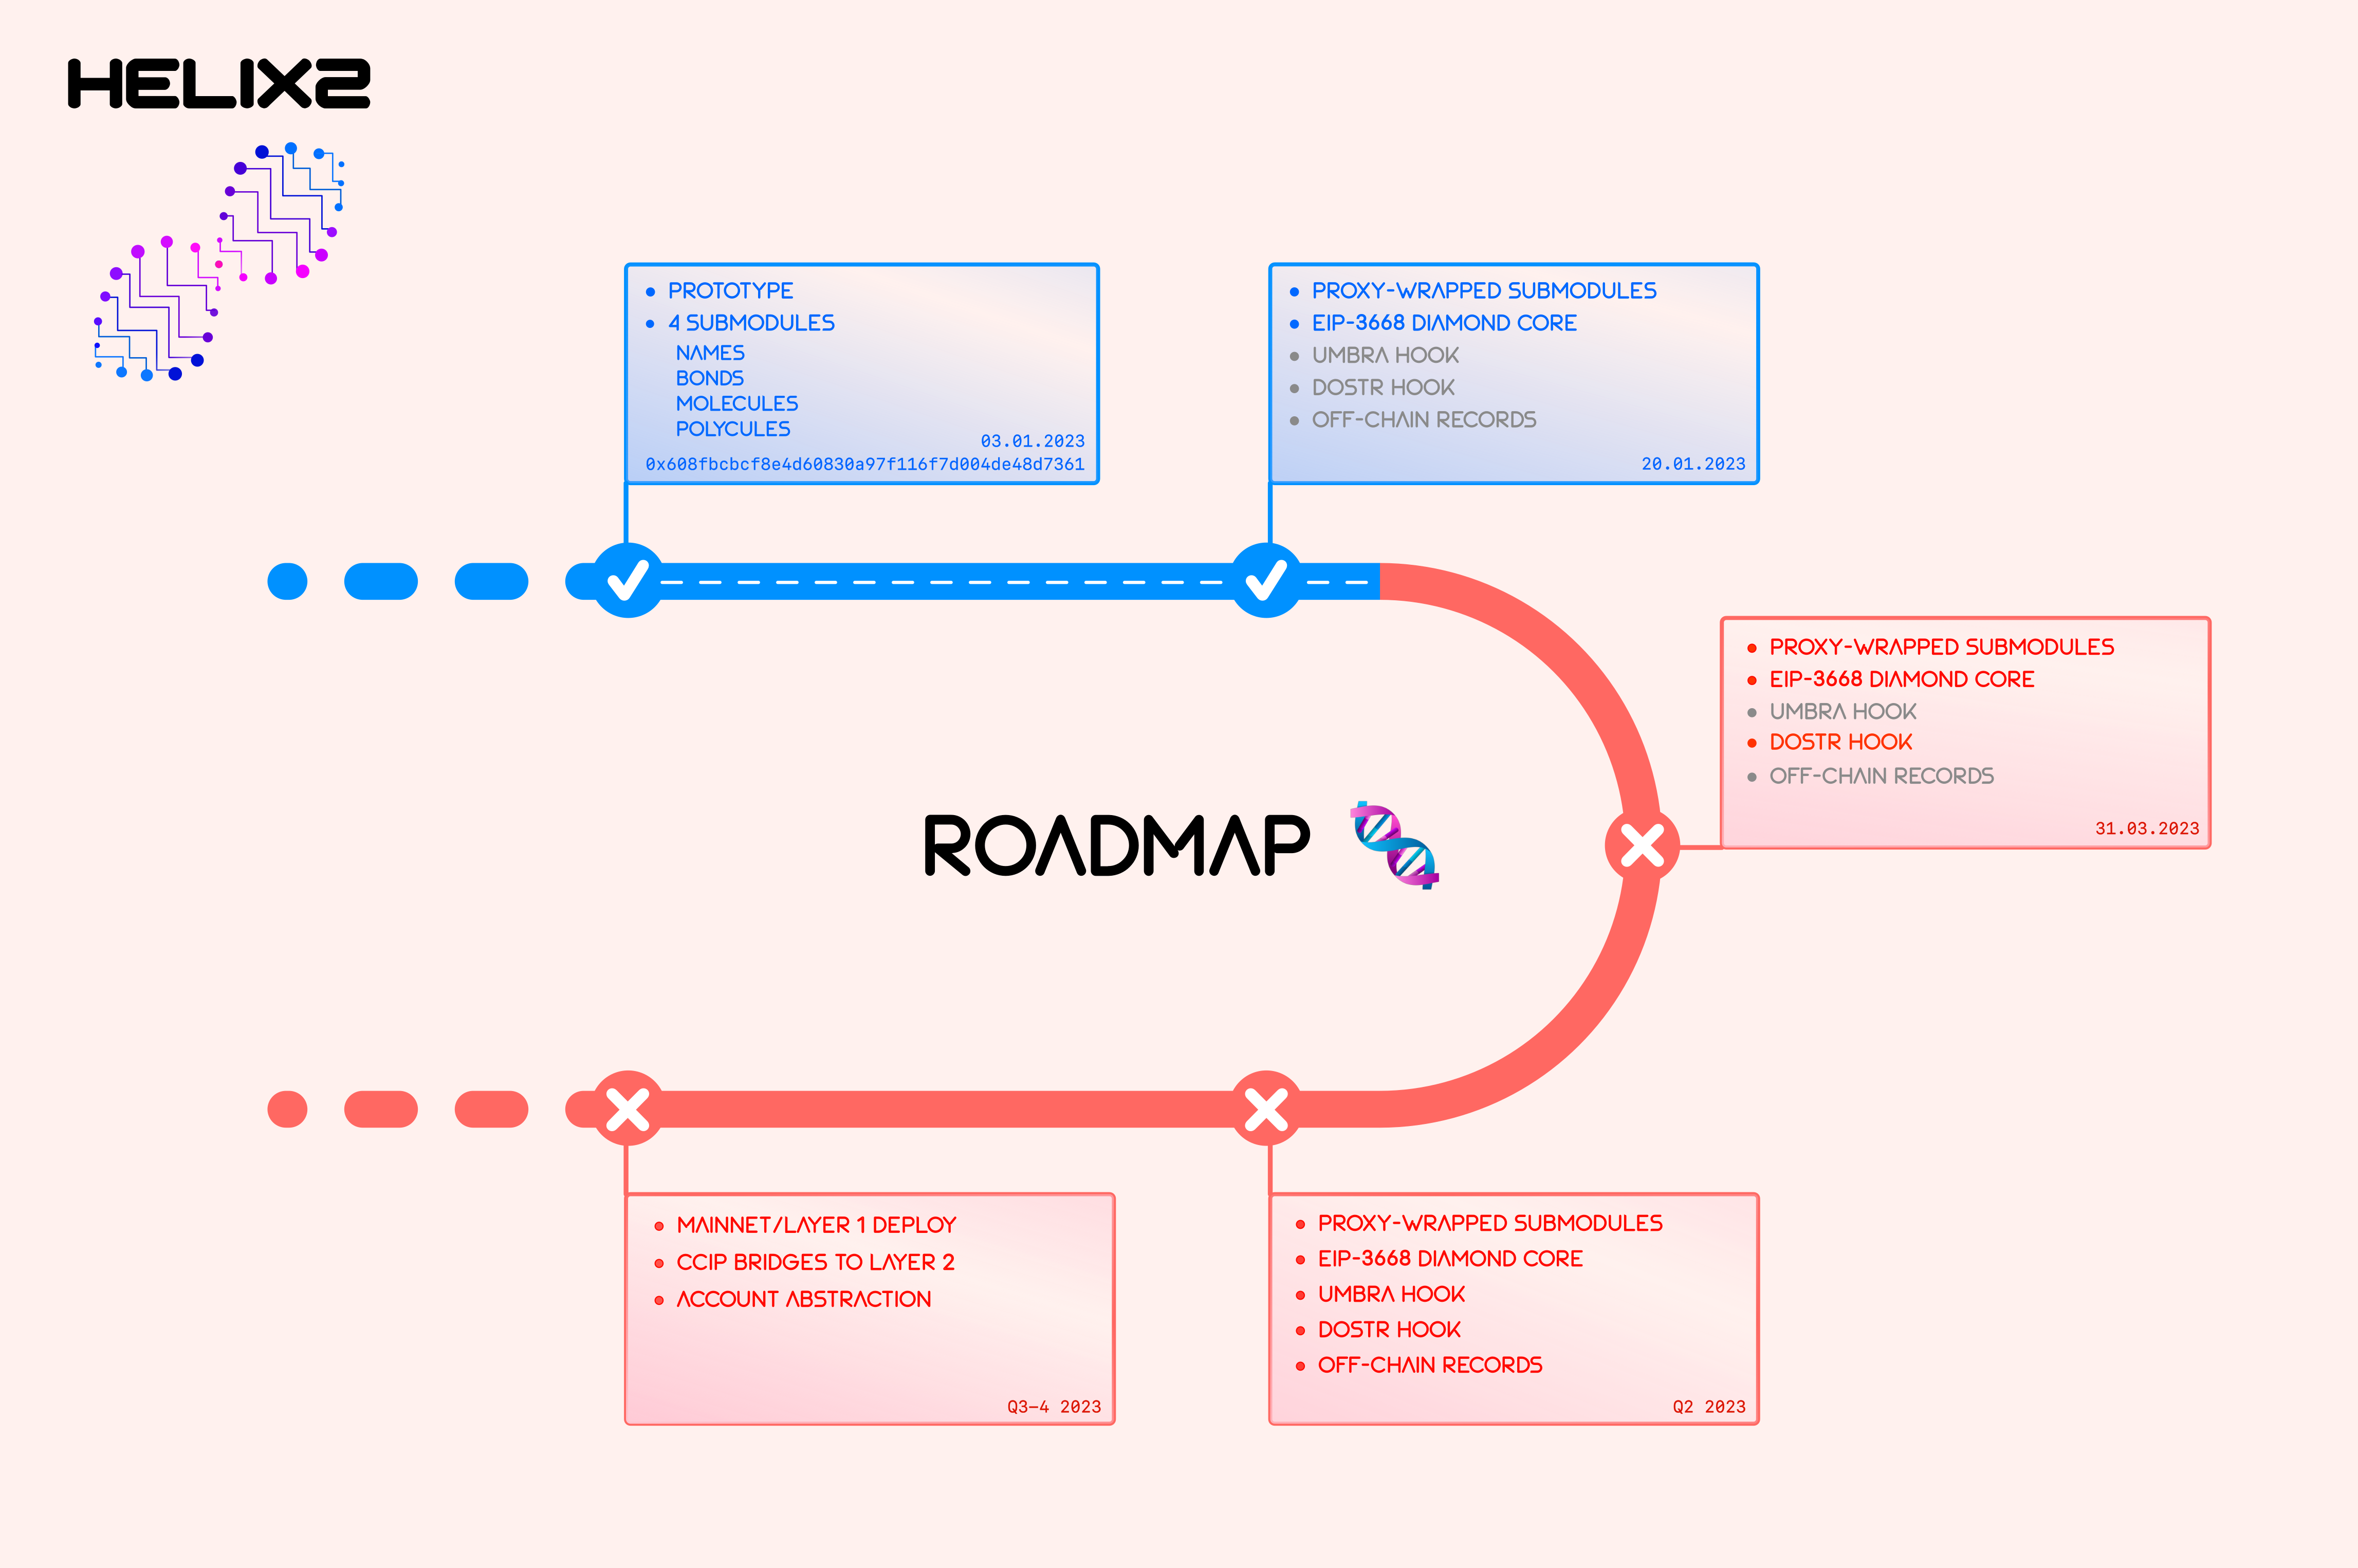 HELIX2
PROTOTYPE
4 SUBMODULES
NAMES
BONDS
MOLECULES
POLYCULES
03.01.2023
0x608fbcbcf8e4d60830a97f116f7d004de48d7361
PROXY-WRAPPED SUBMODULES
EIP-3668 DIAMOND CORE
UMBRA HOOK
DOSTR HOOK
OFF-CHAIN RECORDS
20.01.2023
PROXY-WRAPPED SUBMODULES
EIP-3668 DIAMOND CORE
UMBRA HOOK
DOSTR HOOK
OFF-CHAIN RECORDS
31.03.2023
ROADMAP
MAINNET/LAYER 1 DEPLOY
CCIP BRIDGES TO LAYER 2
ACCOUNT ABSTRACTION
Q3-4 2023
PROXY-WRAPPED SUBMODULES
EIP-3668 DIAMOND CORE
UMBRA HOOK
DOSTR HOOK
OFF-CHAIN RECORDS
Q2 2023